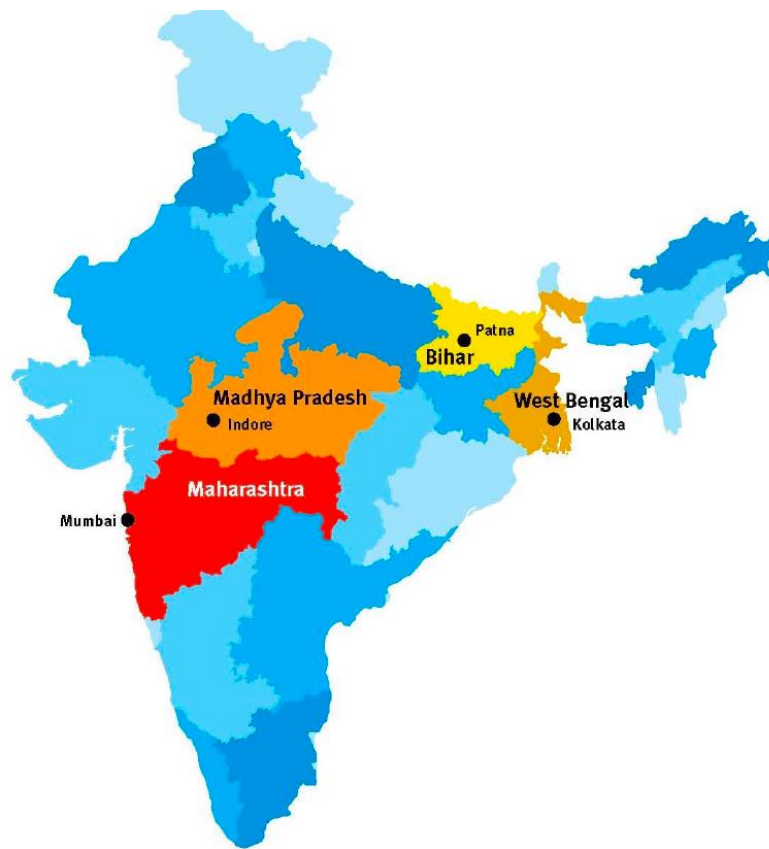 Patna
Bihar
Madhya Pradesh
Indore
West Bengal
Kolkata
Maharashtra
Mumbai